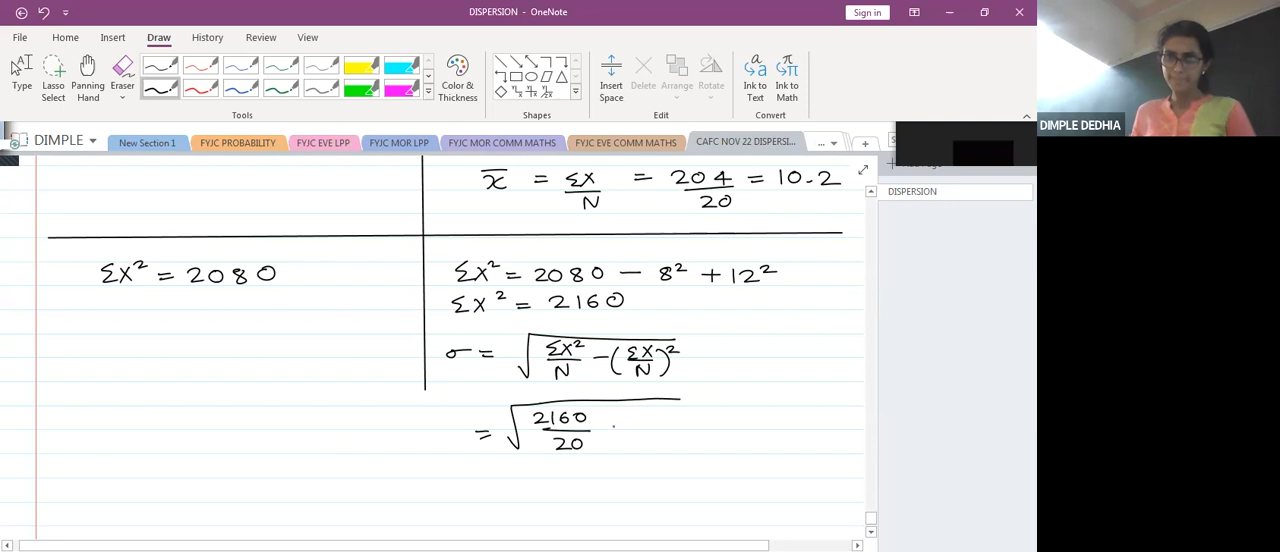 DISPERSION - OneNote
Sign in
File Home Insert Draw History Review View
Type Lasso Select Panning Hand Eraser Color & Thickness Insert Space Delete Arrange Rotate Ink to Text Ink to Math
Tools Shapes Edit Convert
DIMPLE New Section 1 FYJC PROBABILITY FYJC EVE LPP FYJC MOR LPP FYJC MOR COMM MATHS FYJC EVE COMM MATHS CAFC NOV 22 DISPERSI...
DIMPLE DEDHIA
DISPERSION
x̄ = ΣX/N = 204/20 = 10.2
ΣX² = 2080
ΣX² = 2080 - 8² + 12²
ΣX² = 2160
σ = √(ΣX²/N - (ΣX/N)²)
= √(2160/20